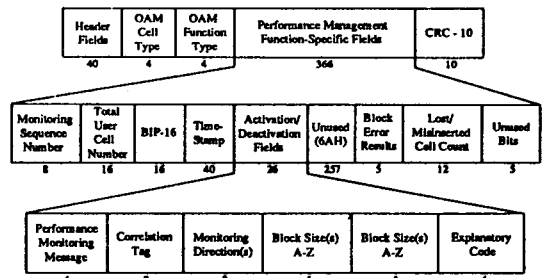 Header
Fields
OAM
Cell
Type
OAM
Function
Type
Performance Management
Function-Specific Fields
CRC - 10
40 4 4 366 10
Monitoring
Sequence
Number
Total
User
Cell
Number
BIP-16
Time-
Stamp
Activation/
Deactivation
Fields
Unused
(6AH)
Block
Error
Results
Lost/
Misinserted
Cell Count
Unused
Bits
8 16 16 40 26 257 5 12 5
Performance
Monitoring
Message
Correlation
Tag
Monitoring
Direction(s)
Block Size(s)
A-Z
Block Size(s)
A-Z
Explanatory
Code